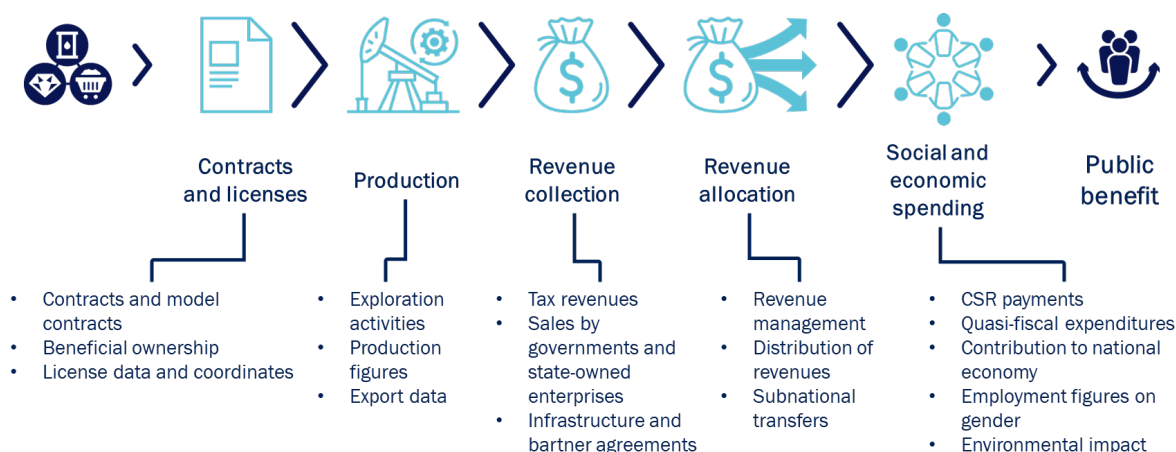 Contracts
and licenses
Production
Revenue
collection
Revenue
allocation
Social and
economic
spending
Public
benefit
• Contracts and model
contracts
• Beneficial ownership
• License data and coordinates
• Exploration
activities
• Production
figures
• Export data
• Tax revenues
• Sales by
governments and
state-owned
enterprises
• Infrastructure and
bartner agreements
• Revenue
management
• Distribution of
revenues
• Subnational
transfers
• CSR payments
• Quasi-fiscal expenditures
• Contribution to national
economy
• Employment figures on
gender
• Environmental impact